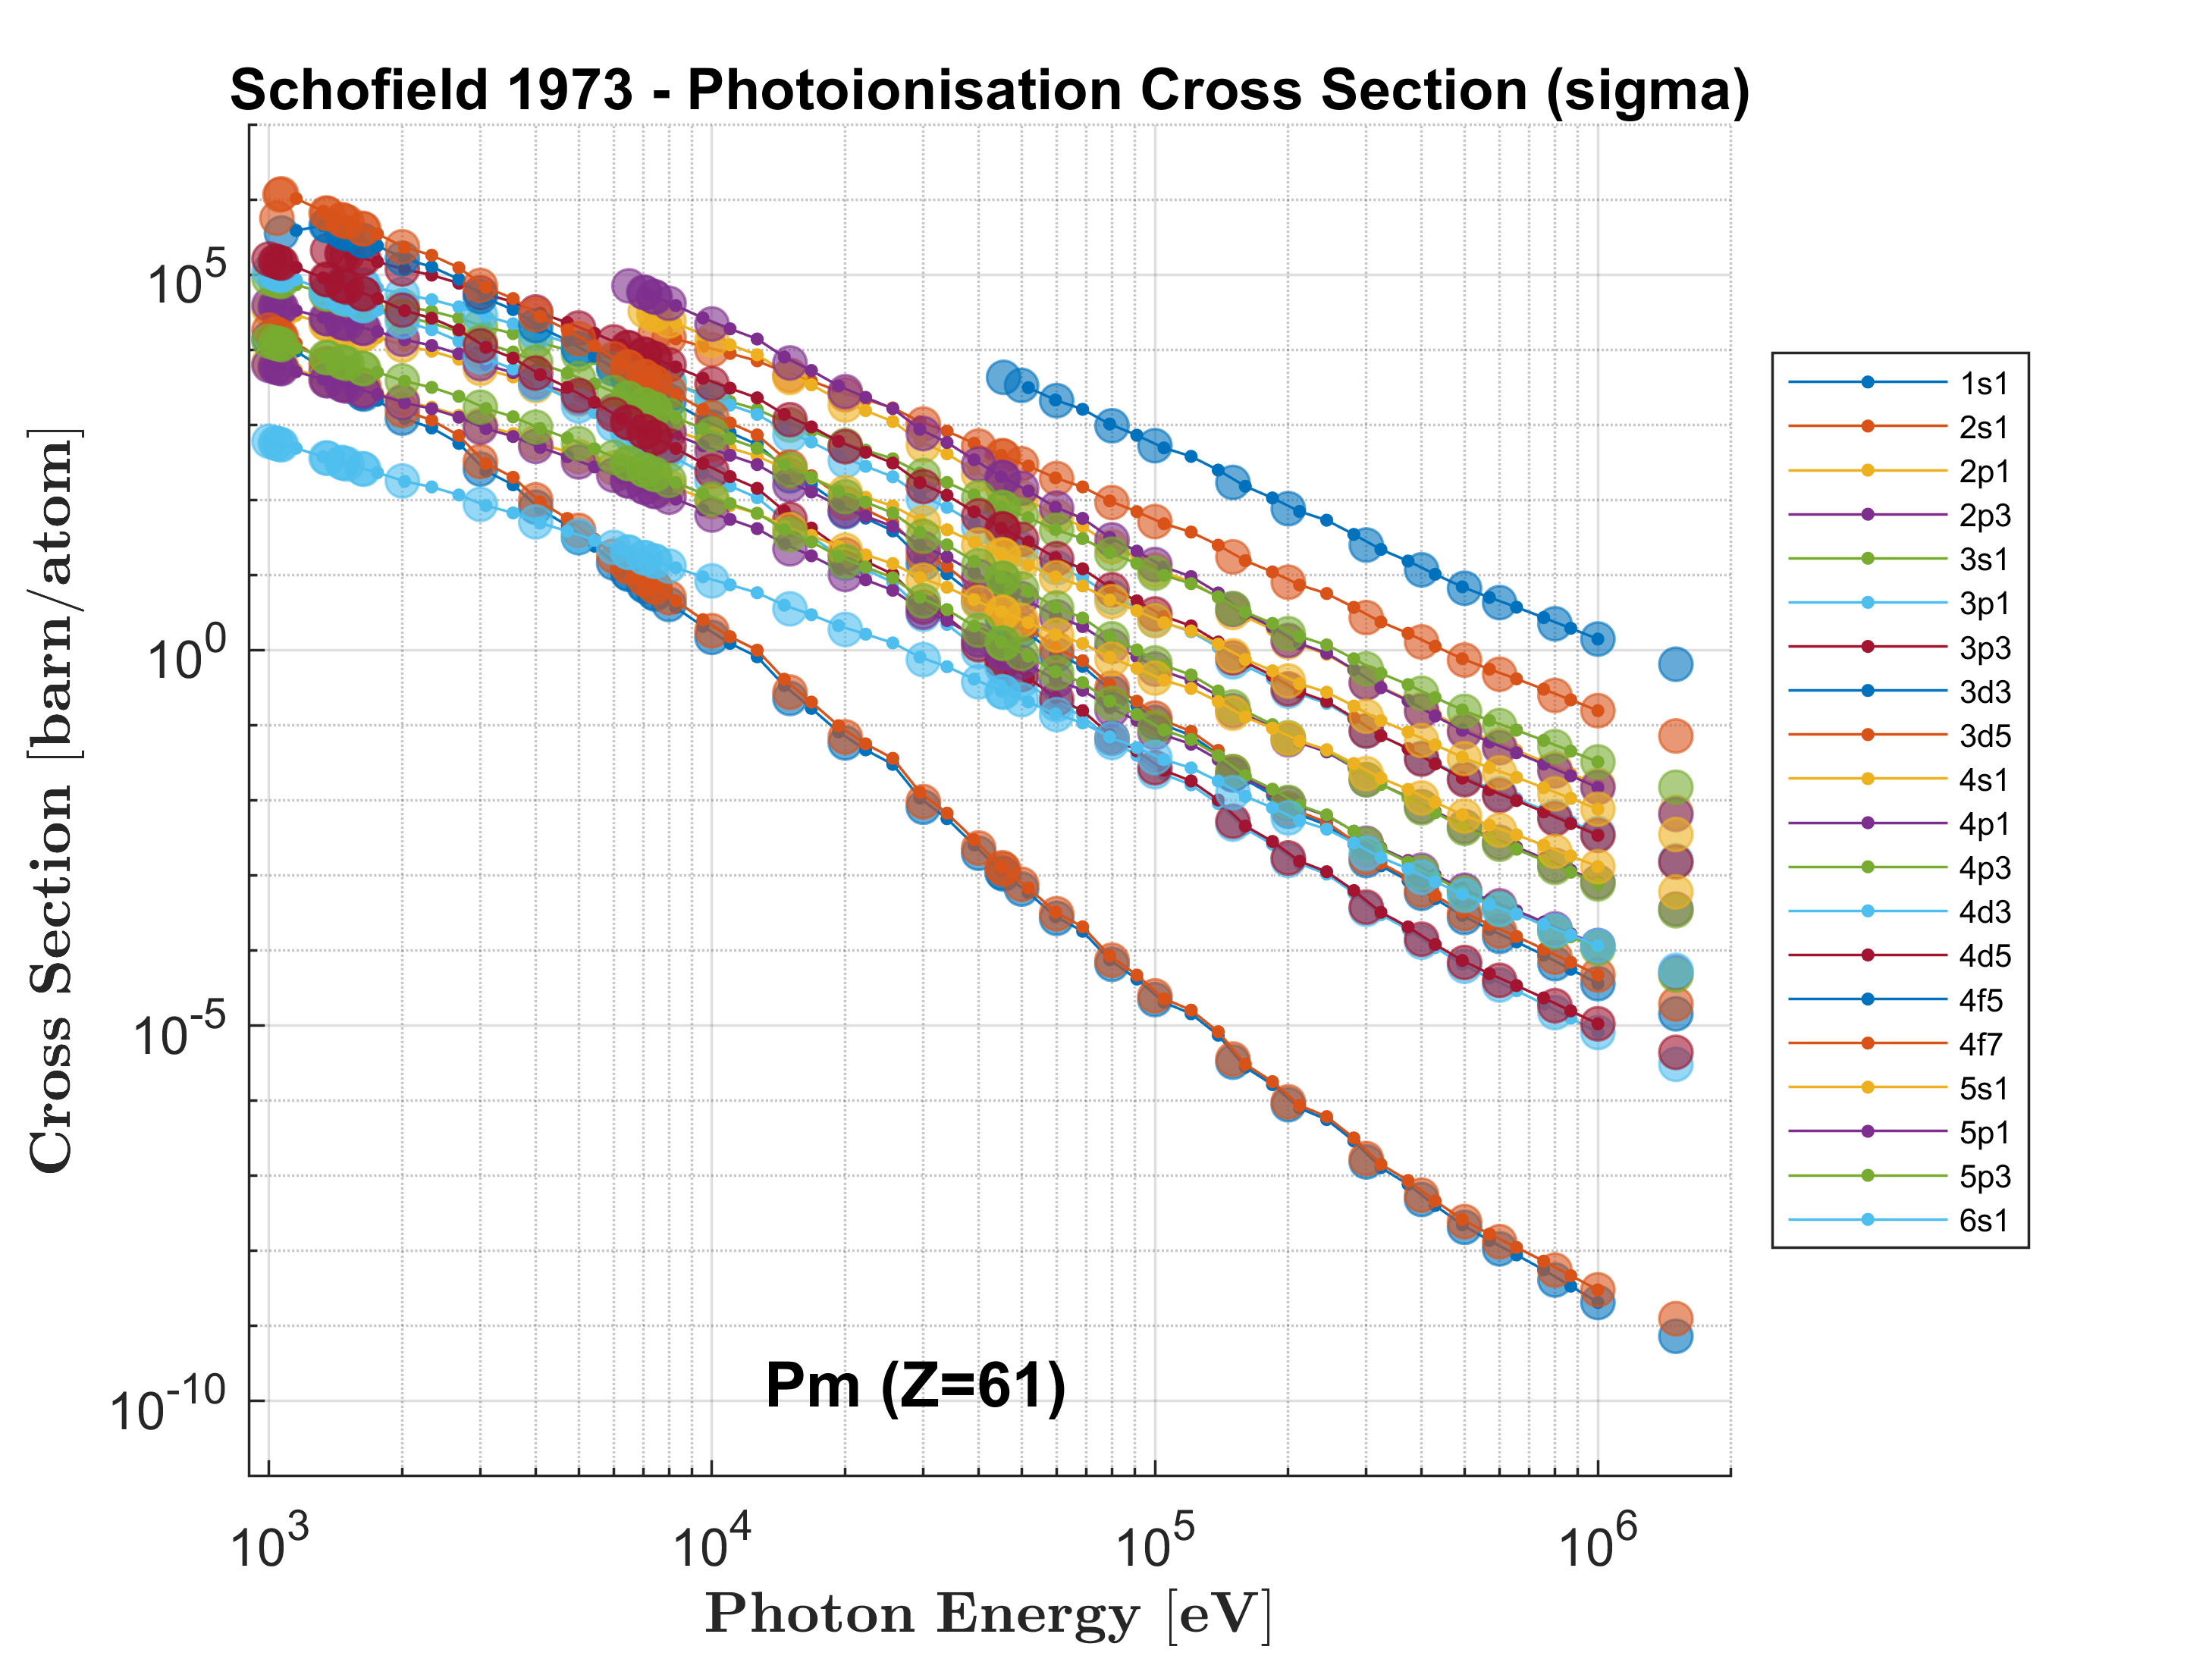 Schofield 1973 - Photoionisation Cross Section (sigma)
Cross Section [barn/atom]
10^5
10^0
10^-5
10^-10
Pm (Z=61)
10^3
10^4
10^5
10^6
Photon Energy [eV]
1s1
2s1
2p1
2p3
3s1
3p1
3p3
3d3
3d5
4s1
4p1
4p3
4d3
4d5
4f5
4f7
5s1
5p1
5p3
6s1